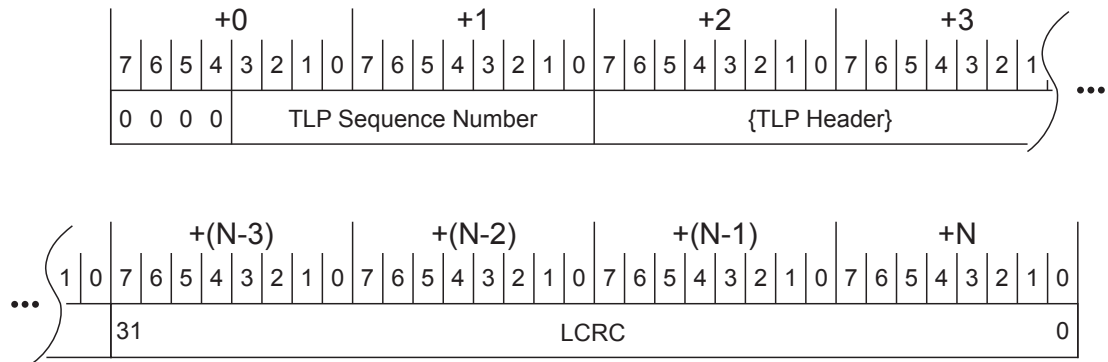 +0 +1 +2 +3
7 6 5 4 3 2 1 0 7 6 5 4 3 2 1 0 7 6 5 4 3 2 1 0 7 6 5 4 3 2 1
0 0 0 0 TLP Sequence Number {TLP Header}
•••
+(N-3) +(N-2) +(N-1) +N
1 0 7 6 5 4 3 2 1 0 7 6 5 4 3 2 1 0 7 6 5 4 3 2 1 0 7 6 5 4 3 2 1 0
•••
31 LCRC 0